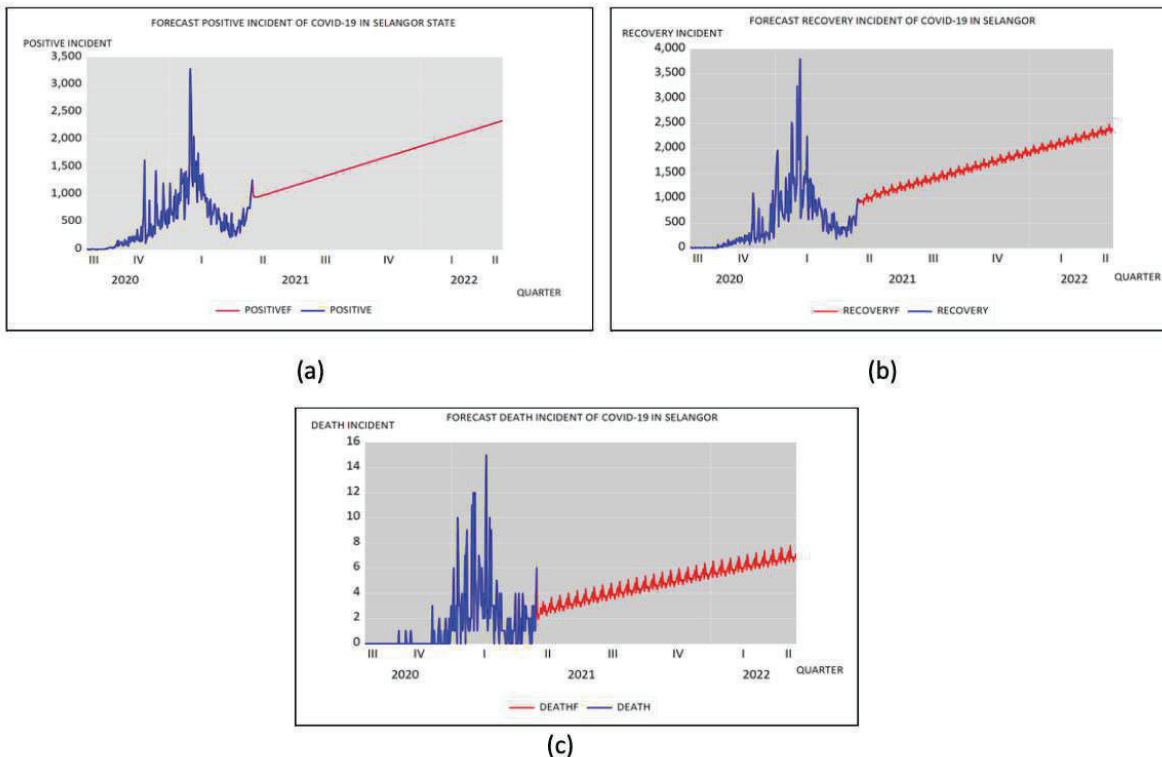 FORECAST POSITIVE INCIDENT OF COVID-19 IN SELANGOR STATE
POSITIVE INCIDENT
3,500
3,000
2,500
2,000
1,500
1,000
500
0
III IV I II III IV I II
2020 2021 2022
QUARTER
POSITIVEF POSITIVE
(a)
FORECAST RECOVERY INCIDENT OF COVID-19 IN SELANGOR
RECOVERY INCIDENT
4,000
3,500
3,000
2,500
2,000
1,500
1,000
500
0
III IV I II III IV I II
2020 2021 2022
QUARTER
RECOVERYF RECOVERY
(b)
FORECAST DEATH INCIDENT OF COVID-19 IN SELANGOR
DEATH INCIDENT
16
14
12
10
8
6
4
2
0
III IV I II III IV I II
2020 2021 2022
QUARTER
DEATHF DEATH
(c)